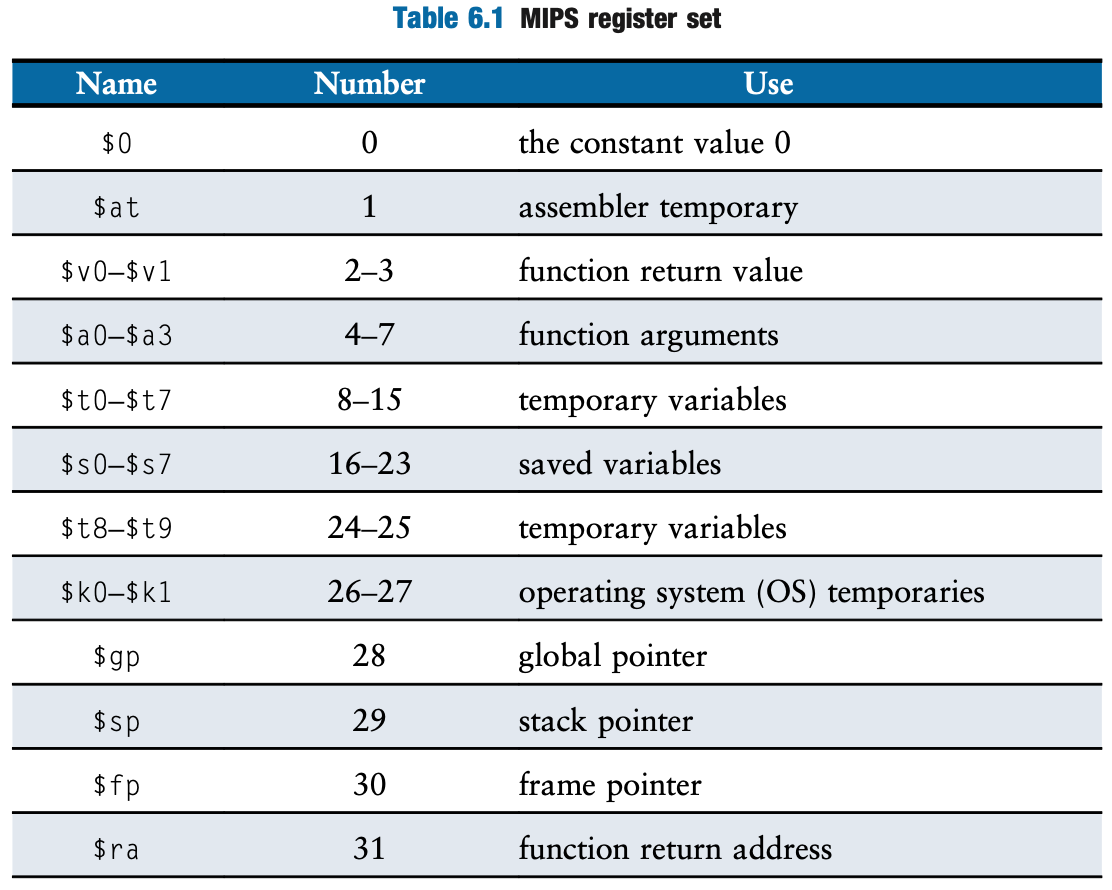 Table 6.1 MIPS register set
Name Number Use
$0 0 the constant value 0
$at 1 assembler temporary
$v0–$v1 2–3 function return value
$a0–$a3 4–7 function arguments
$t0–$t7 8–15 temporary variables
$s0–$s7 16–23 saved variables
$t8–$t9 24–25 temporary variables
$k0–$k1 26–27 operating system (OS) temporaries
$gp 28 global pointer
$sp 29 stack pointer
$fp 30 frame pointer
$ra 31 function return address